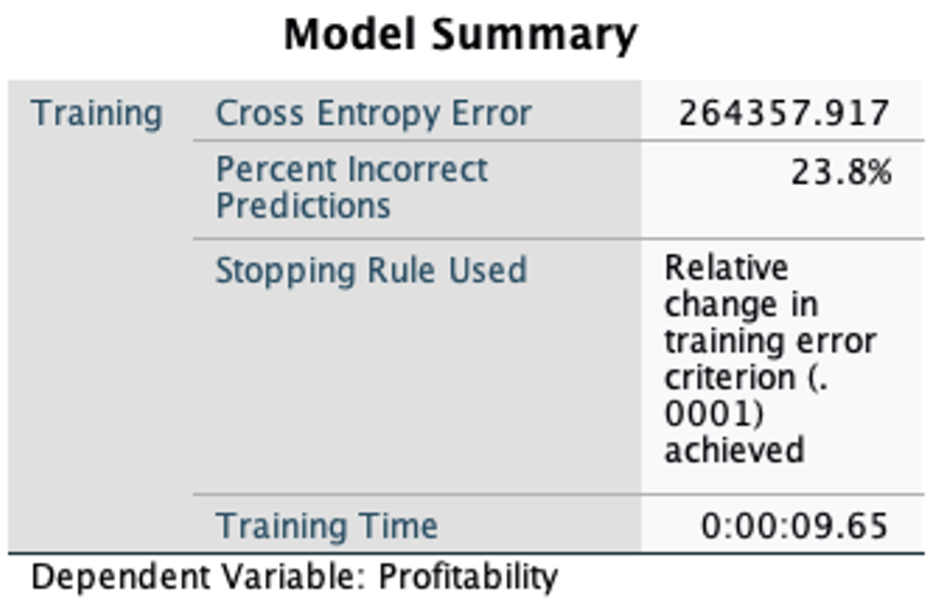 Model Summary
Training Cross Entropy Error 264357.917
Percent Incorrect 23.8%
Predictions
Stopping Rule Used Relative
change in
training error
criterion (.
0001)
achieved
Training Time 0:00:09.65
Dependent Variable: Profitability